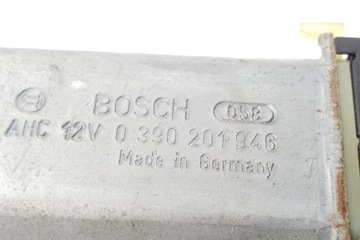 BOSCH 058
AHC 12V 0 390 201 946
Made in Germany